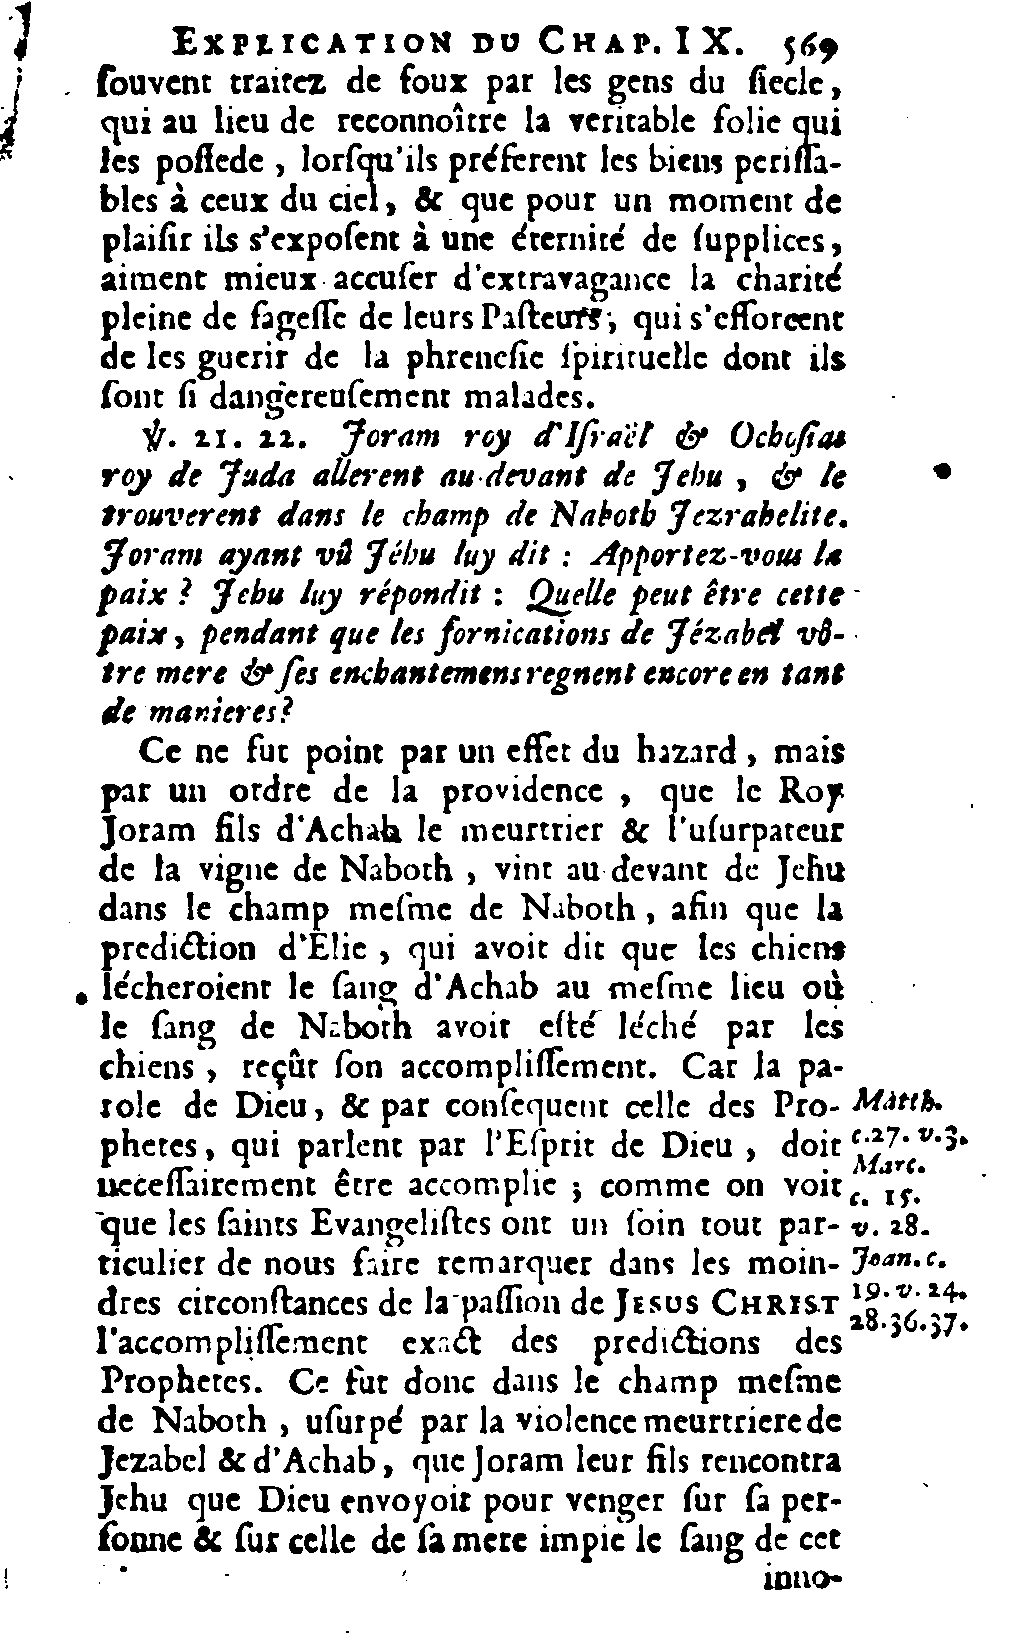 EXPLICATION DU CHAP. IX. 569
ſouvent traitez de foux par les gens du ſiecle,
qui au lieu de reconnoître la veritable folie qui
les poſſede, lorſqu'ils préferent les biens periſſa-
bles à ceux du ciel, & que pour un moment de
plaiſir ils s'expoſent à une éternité de ſupplices,
aiment mieux accuſer d'extravagance la charité
pleine de ſageſſe de leurs Paſteurs, qui s'efforcent
de les guerir de la phreneſie ſpirituelle dont ils
ſont ſi dangereuſement malades.
℣. 21. 22. Joram roy d'Iſraël & Ochoſias
roy de Juda allerent au-devant de Jehu, & le
trouverent dans le champ de Naboth Jezrahelite.
Joram ayant vû Jéhu luy dit : Apportez-vous la
paix ? Jehu luy répondit : Quelle peut être cette
paix, pendant que les fornications de Jézabel vô-
tre mere & ſes enchantemens regnent encore en tant
de manieres?
Ce ne fut point par un effet du hazard, mais
par un ordre de la providence, que le Roy
Joram fils d'Achab le meurtrier & l'uſurpateur
de la vigne de Naboth, vint au-devant de Jehu
dans le champ meſme de Naboth, afin que la
prediction d'Elie, qui avoit dit que les chiens
lécheroient le ſang d'Achab au meſme lieu où
le ſang de Naboth avoit eſté léché par les
chiens, reçût ſon accompliſſement. Car la pa-
role de Dieu, & par conſequent celle des Pro-
phetes, qui parlent par l'Eſprit de Dieu, doit
neceſſairement être accomplie ; comme on voit
que les ſaints Evangeliſtes ont un ſoin tout par-
ticulier de nous faire remarquer dans les moin-
dres circonſtances de la paſſion de JESUS CHRIST
l'accompliſſement exact des predictions des
Prophetes. Ce fut donc dans le champ meſme
de Naboth, uſurpé par la violence meurtriere de
Jezabel & d'Achab, que Joram leur fils rencontra
Jehu que Dieu envoyoit pour venger ſur ſa per-
ſonne & ſur celle de ſa mere impie le ſang de cet
inno-
Matth.
c.27. v.3.
Marc.
c. 15.
v. 28.
Joan. c.
19. v. 24.
28.36.37.